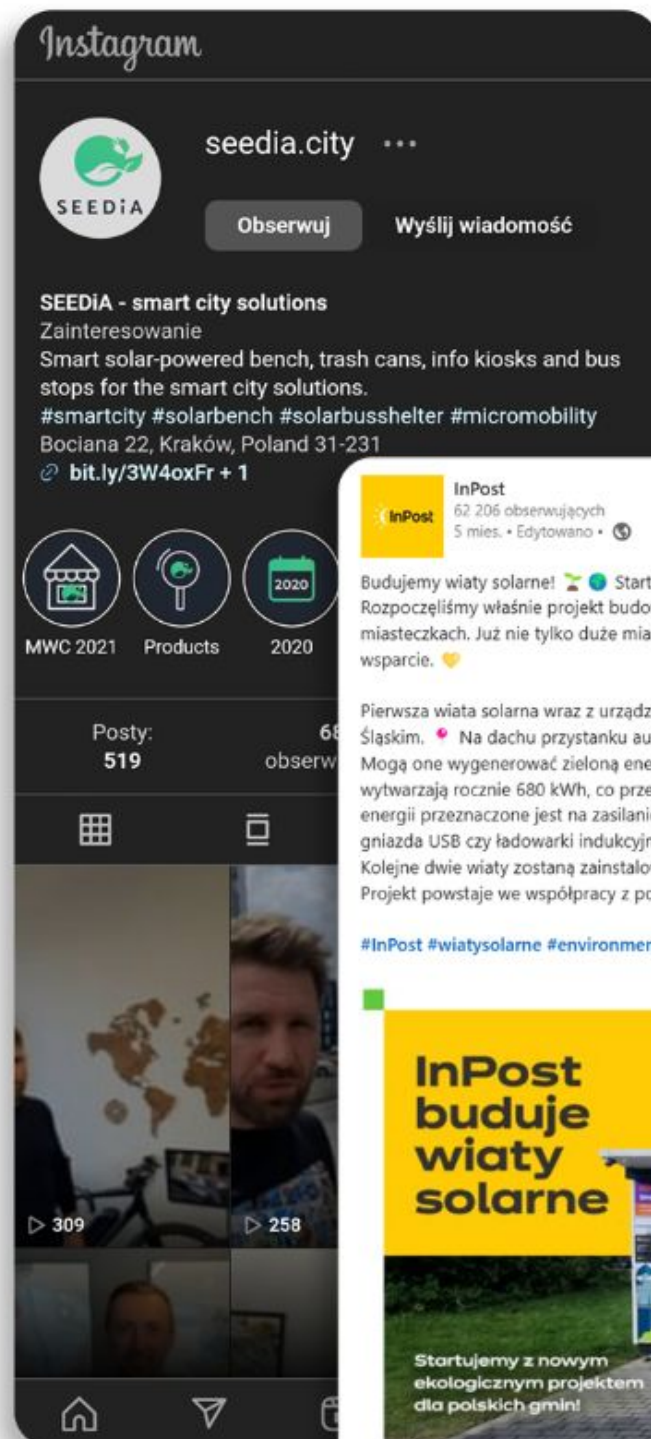 Instagram
SEEDiA
seedia.city
Obserwuj
Wyślij wiadomość
SEEDiA - smart city solutions
Zainteresowanie
Smart solar-powered bench, trash cans, info kiosks and bus
stops for the smart city solutions.
#smartcity #solarbench #solarbusshelter #micromobility
Bociana 22, Kraków, Poland 31-231
bit.ly/3W4oxFr + 1
2020
MWC 2021
Products
2020
Posty:
519
68
obserw
309
258
InPost
InPost
62 206 obserwujących
5 mies. • Edytowano •
Budujemy wiaty solarne! Start
Rozpoczęliśmy właśnie projekt budow
miasteczkach. Już nie tylko duże mia
wsparcie.
Pierwsza wiata solarna wraz z urządz
Śląskim. Na dachu przystanku au
Mogą one wygenerować zieloną ene
wytwarzają rocznie 680 kWh, co prze
energii przeznaczone jest na zasilani
gniazda USB czy ładowarki indukcyjn
Kolejne dwie wiaty zostaną zainstalo
Projekt powstaje we współpracy z po
#InPost #wiatysolarne #environmen
InPost
buduje
wiaty
solarne
Startujemy z nowym
ekologicznym projektem
dla polskich gmin!